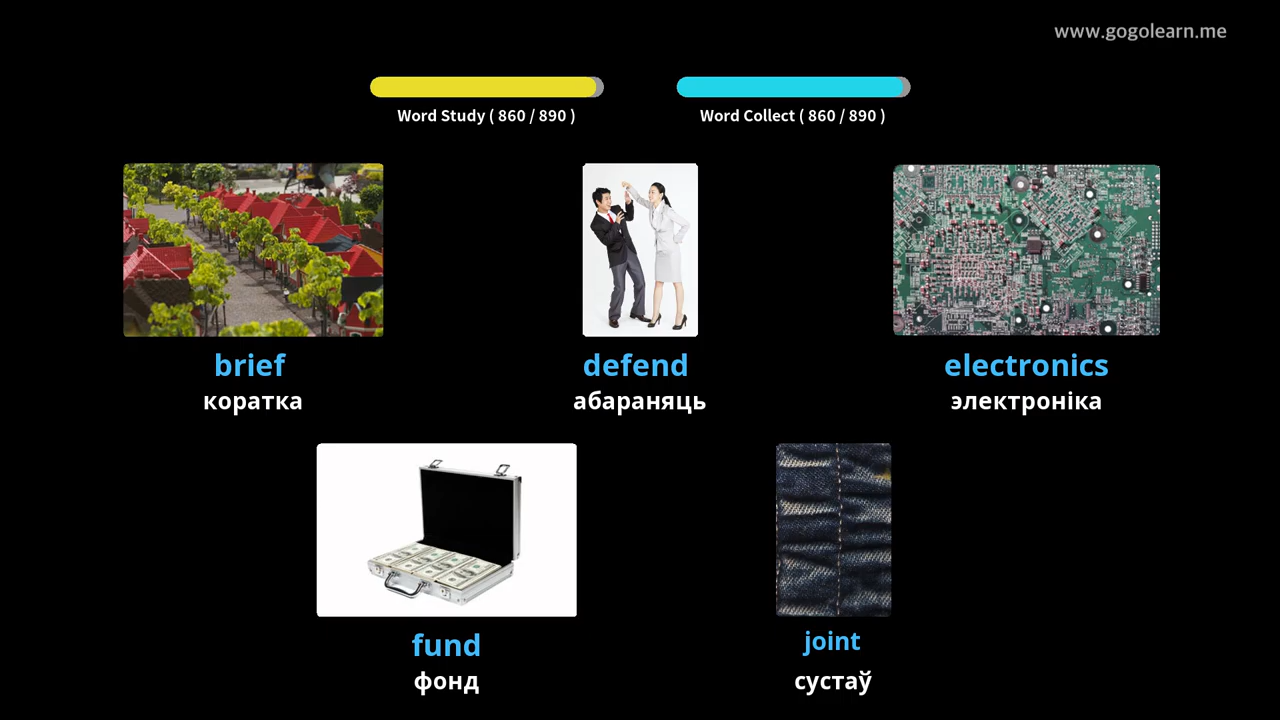 www.gogolearn.me
Word Study ( 860 / 890 )
Word Collect ( 860 / 890 )
brief
коратка
defend
абараняць
electronics
электроніка
fund
фонд
joint
сустаў